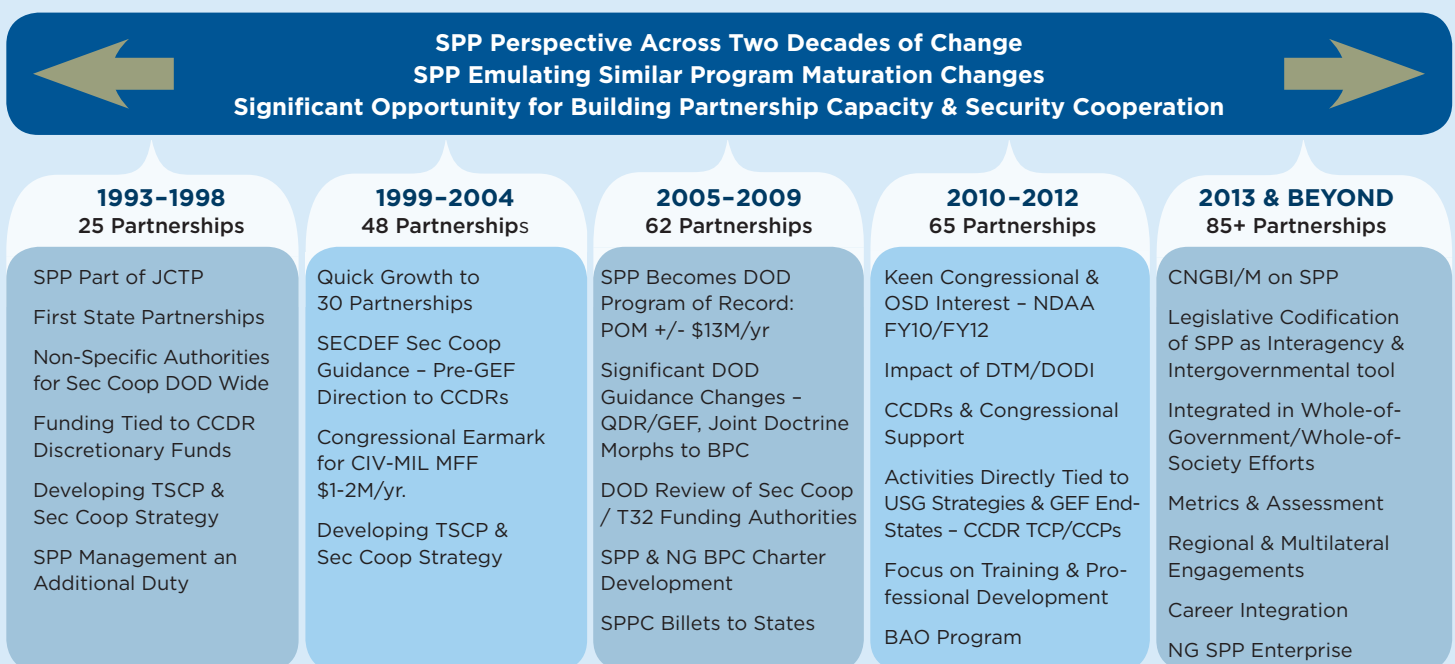 SPP Perspective Across Two Decades of Change
SPP Emulating Similar Program Maturation Changes
Significant Opportunity for Building Partnership Capacity & Security Cooperation
1993–1998
25 Partnerships
SPP Part of JCTP
First State Partnerships
Non-Specific Authorities
for Sec Coop DOD Wide
Funding Tied to CCDR
Discretionary Funds
Developing TSCP &
Sec Coop Strategy
SPP Management an
Additional Duty
1999–2004
48 Partnerships
Quick Growth to
30 Partnerships
SECDEF Sec Coop
Guidance – Pre-GEF
Direction to CCDRs
Congressional Earmark
for CIV-MIL MFF
$1-2M/yr.
Developing TSCP &
Sec Coop Strategy
2005–2009
62 Partnerships
SPP Becomes DOD
Program of Record:
POM +/- $13M/yr
Significant DOD
Guidance Changes –
QDR/GEF, Joint Doctrine
Morphs to BPC
DOD Review of Sec Coop
/ T32 Funding Authorities
SPP & NG BPC Charter
Development
SPPC Billets to States
2010–2012
65 Partnerships
Keen Congressional &
OSD Interest – NDAA
FY10/FY12
Impact of DTM/DODI
CCDRs & Congressional
Support
Activities Directly Tied to
USG Strategies & GEF End-
States – CCDR TCP/CCPs
Focus on Training & Pro-
fessional Development
BAO Program
2013 & BEYOND
85+ Partnerships
CNGBI/M on SPP
Legislative Codification
of SPP as Interagency &
Intergovernmental tool
Integrated in Whole-of-
Government/Whole-of-
Society Efforts
Metrics & Assessment
Regional & Multilateral
Engagements
Career Integration
NG SPP Enterprise